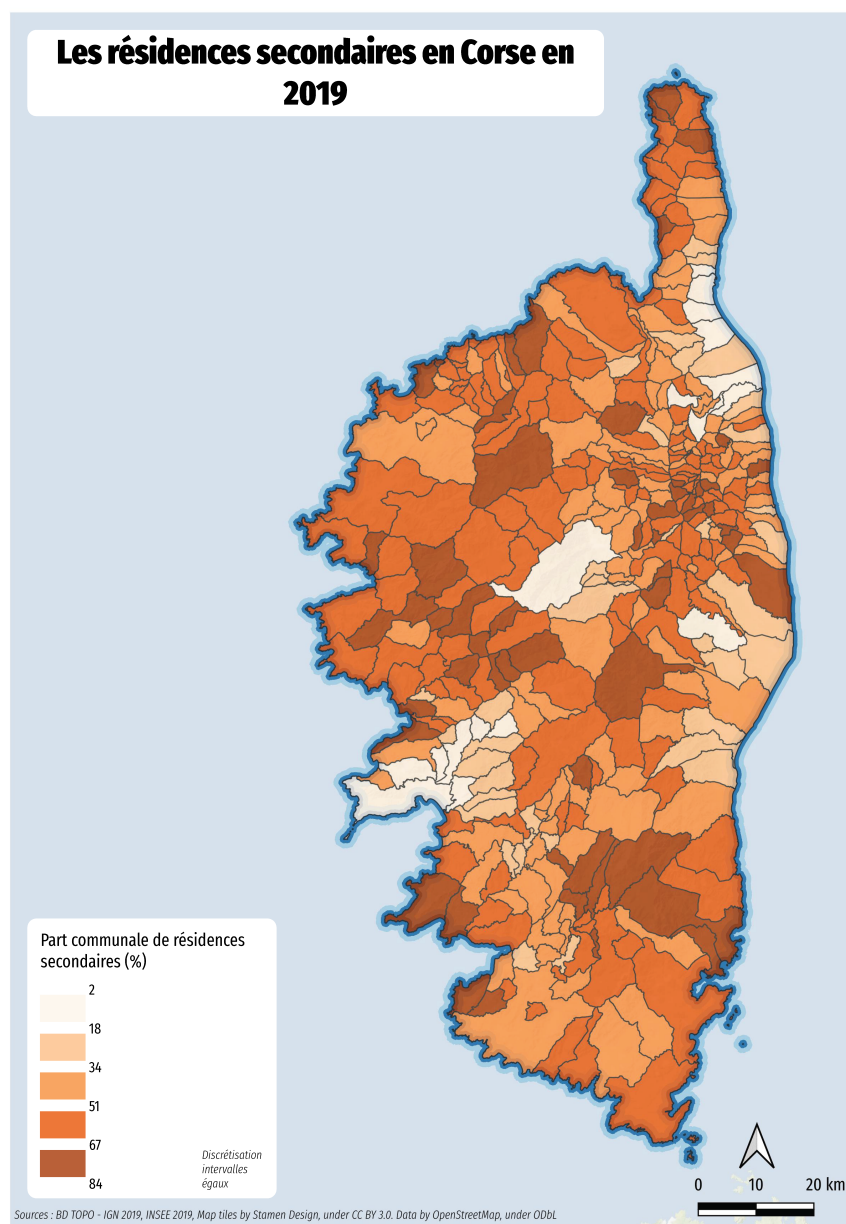 Les résidences secondaires en Corse en
2019
Part communale de résidences
secondaires (%)
2
18
34
51
67
84
Discrétisation
intervalles
égaux
0 10 20 km
Sources : BD TOPO - IGN 2019, INSEE 2019, Map tiles by Stamen Design, under CC BY 3.0. Data by OpenStreetMap, under ODbL